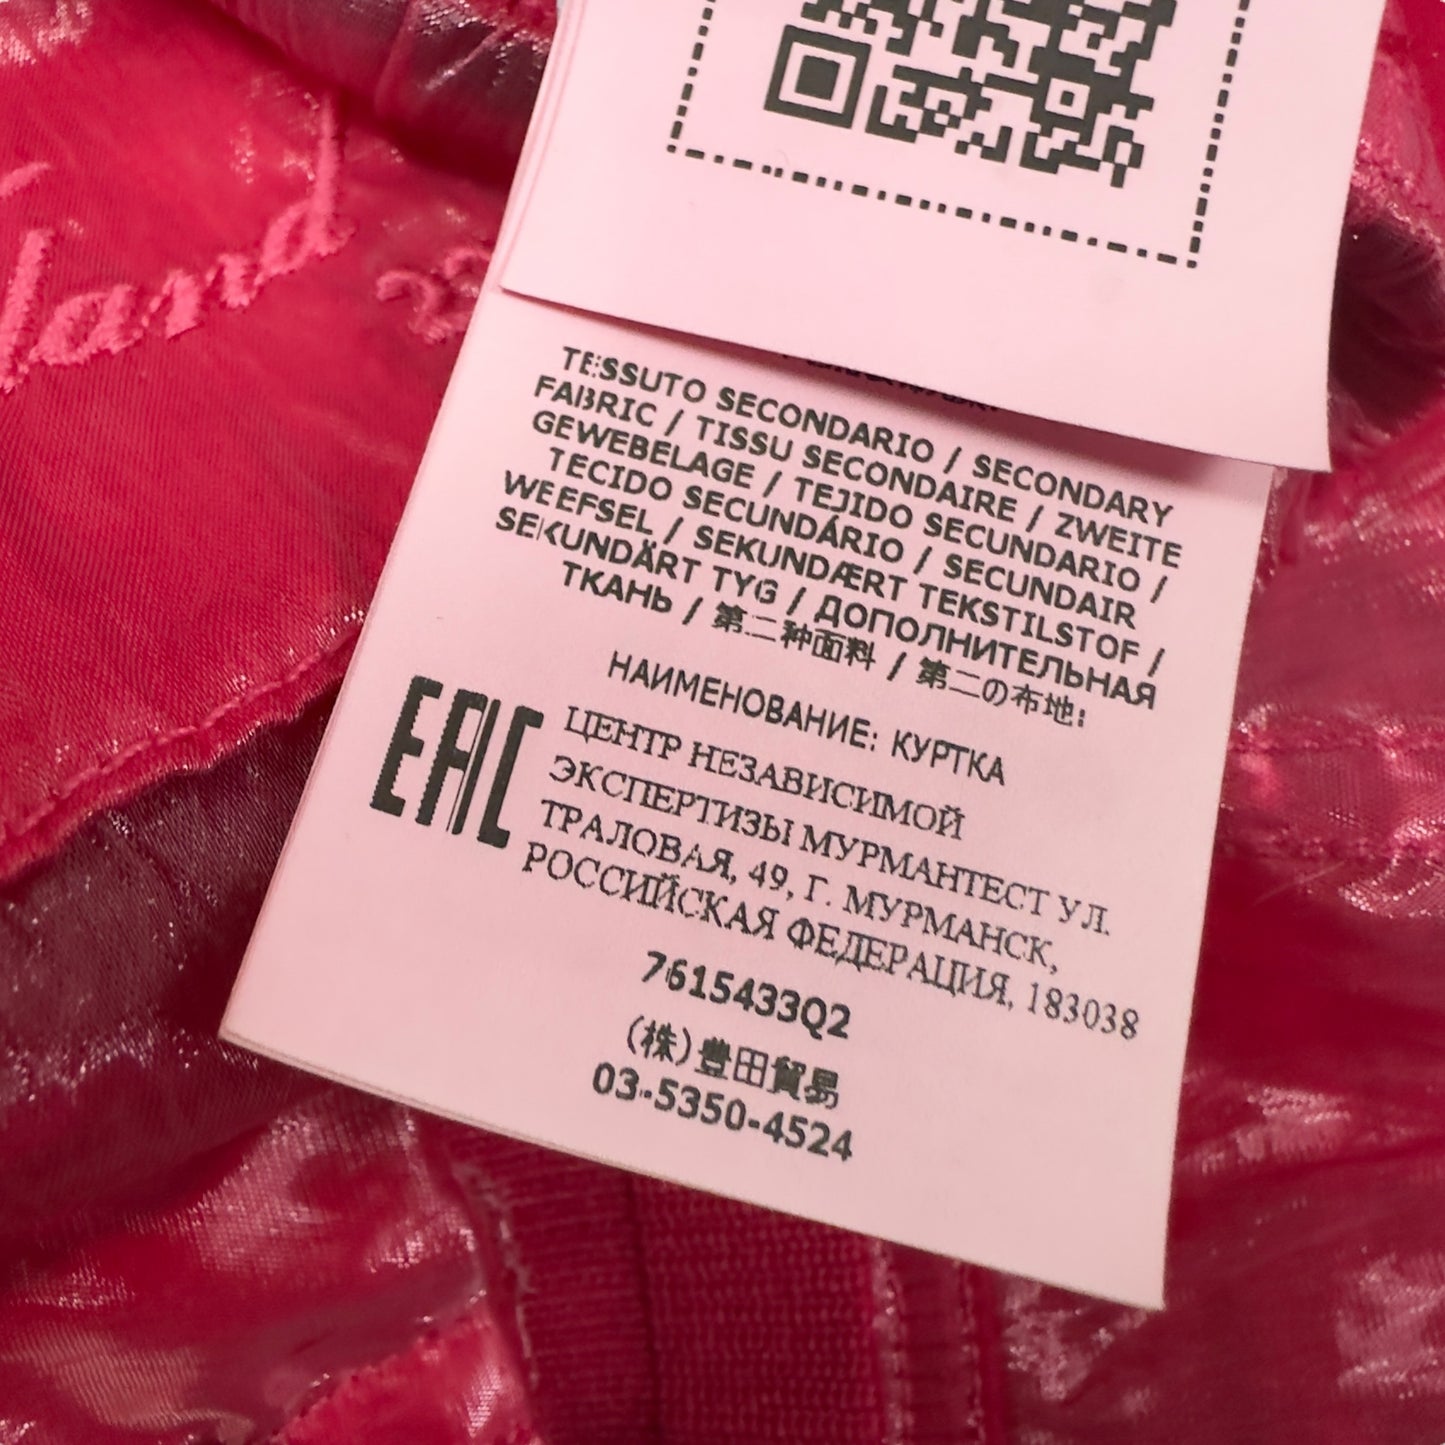 TESSUTO SECONDARIO / SECONDARY
FABRIC / TISSU SECONDAIRE / ZWEITE
GEWEBELAGE / TEJIDO SECUNDARIO /
TECIDO SECUNDÁRIO / SECUNDAIR
WEEFSEL / SEKUNDÆRT TEKSTILSTOF /
SEKUNDÄRT TYG / ДОПОЛНИТЕЛЬНАЯ
ТКАНЬ / 第二种面料 / 第二の布地:
НАИМЕНОВАНИЕ: КУРТКА
EAC
ЦЕНТР НЕЗАВИСИМОЙ
ЭКСПЕРТИЗЫ МУРМАНТЕСТ УЛ.
ТРАЛОВАЯ, 49, Г. МУРМАНСК,
РОССИЙСКАЯ ФЕДЕРАЦИЯ, 183038
7615433Q2
(株)豊田貿易
03-5350-4524